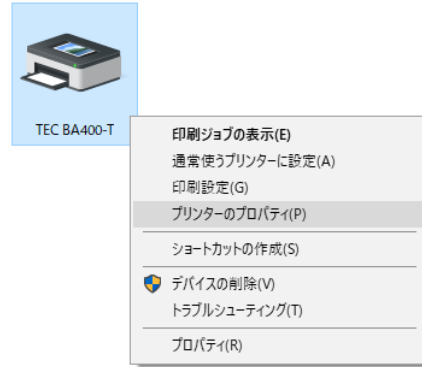 TEC BA400-T
印刷ジョブの表示(E)
通常使うプリンターに設定(A)
印刷設定(G)
プリンターのプロパティ(P)
ショートカットの作成(S)
デバイスの削除(V)
トラブルシューティング(T)
プロパティ(R)